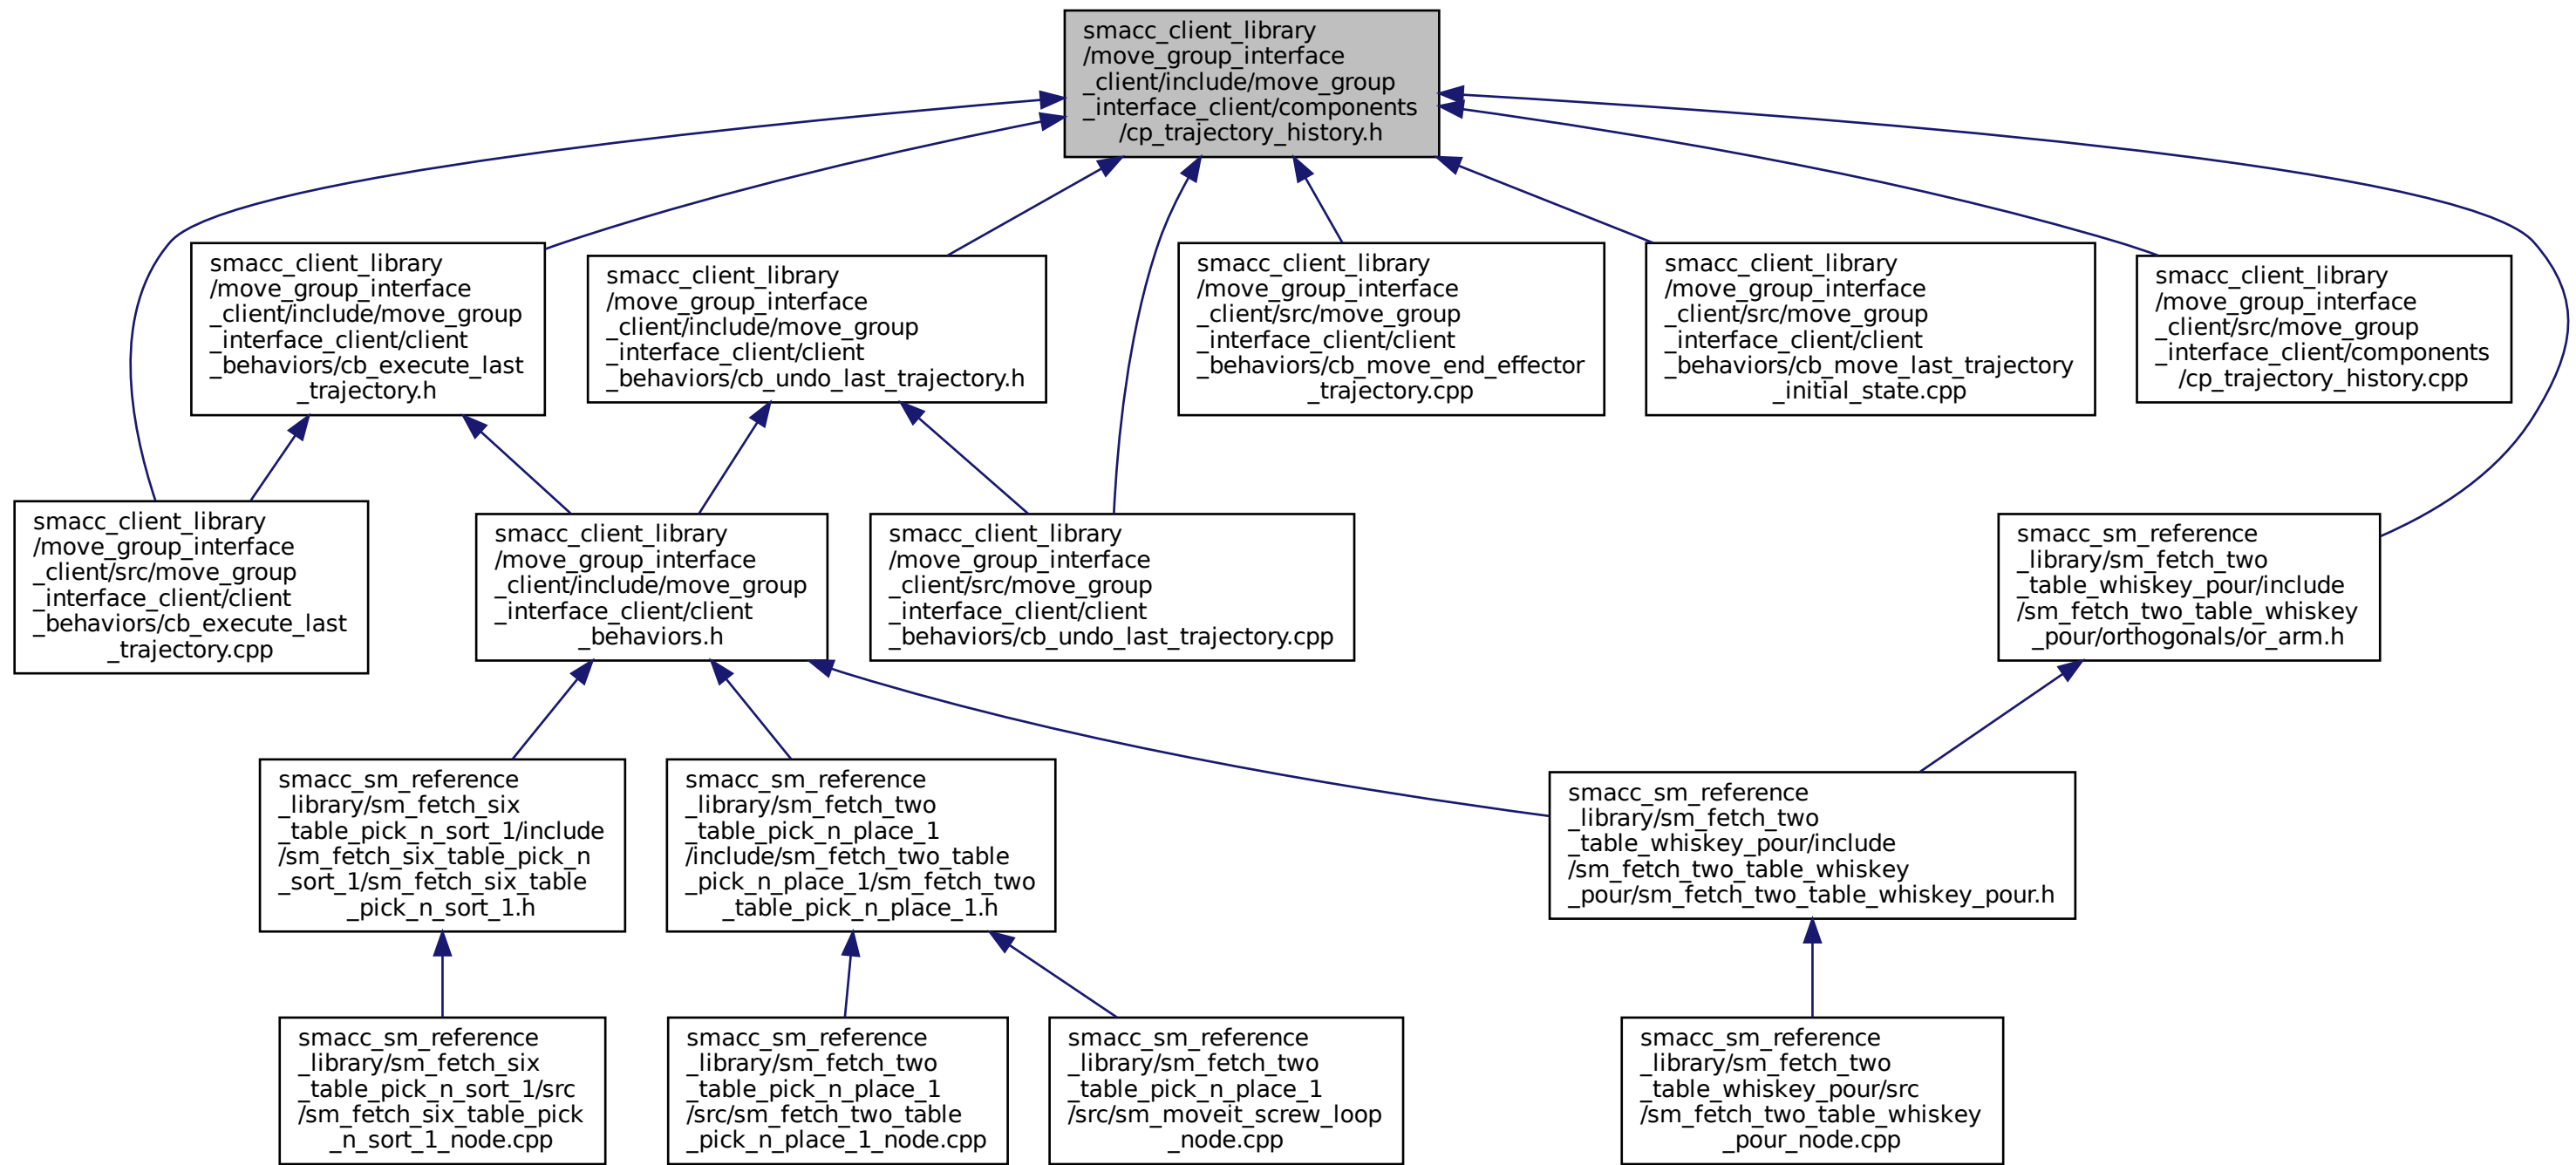 smacc_client_library
/move_group_interface
_client/include/move_group
_interface_client/components
/cp_trajectory_history.h
smacc_client_library
/move_group_interface
_client/include/move_group
_interface_client/client
_behaviors/cb_execute_last
_trajectory.h
smacc_client_library
/move_group_interface
_client/include/move_group
_interface_client/client
_behaviors/cb_undo_last_trajectory.h
smacc_client_library
/move_group_interface
_client/src/move_group
_interface_client/client
_behaviors/cb_move_end_effector
_trajectory.cpp
smacc_client_library
/move_group_interface
_client/src/move_group
_interface_client/client
_behaviors/cb_move_last_trajectory
_initial_state.cpp
smacc_client_library
/move_group_interface
_client/src/move_group
_interface_client/components
/cp_trajectory_history.cpp
smacc_client_library
/move_group_interface
_client/src/move_group
_interface_client/client
_behaviors/cb_execute_last
_trajectory.cpp
smacc_client_library
/move_group_interface
_client/include/move_group
_interface_client/client
_behaviors.h
smacc_client_library
/move_group_interface
_client/src/move_group
_interface_client/client
_behaviors/cb_undo_last_trajectory.cpp
smacc_sm_reference
_library/sm_fetch_two
_table_whiskey_pour/include
/sm_fetch_two_table_whiskey
_pour/orthogonals/or_arm.h
smacc_sm_reference
_library/sm_fetch_six
_table_pick_n_sort_1/include
/sm_fetch_six_table_pick_n
_sort_1/sm_fetch_six_table
_pick_n_sort_1.h
smacc_sm_reference
_library/sm_fetch_two
_table_pick_n_place_1
/include/sm_fetch_two_table
_pick_n_place_1/sm_fetch_two
_table_pick_n_place_1.h
smacc_sm_reference
_library/sm_fetch_two
_table_whiskey_pour/include
/sm_fetch_two_table_whiskey
_pour/sm_fetch_two_table_whiskey_pour.h
smacc_sm_reference
_library/sm_fetch_six
_table_pick_n_sort_1/src
/sm_fetch_six_table_pick
_n_sort_1_node.cpp
smacc_sm_reference
_library/sm_fetch_two
_table_pick_n_place_1
/src/sm_fetch_two_table
_pick_n_place_1_node.cpp
smacc_sm_reference
_library/sm_fetch_two
_table_pick_n_place_1
/src/sm_moveit_screw_loop
_node.cpp
smacc_sm_reference
_library/sm_fetch_two
_table_whiskey_pour/src
/sm_fetch_two_table_whiskey
_pour_node.cpp